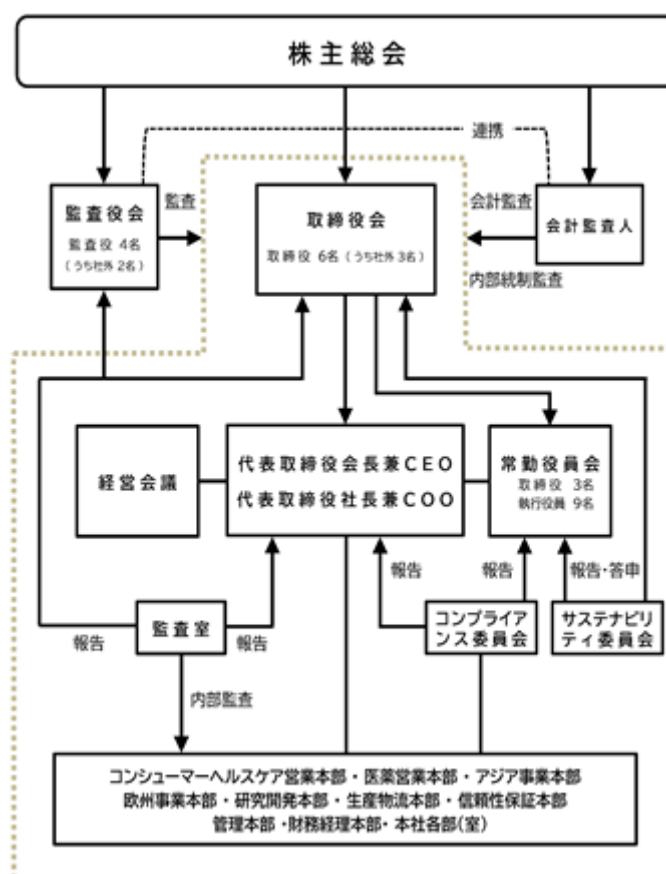 株主総会
連携
監査役会
監査役 4名
(うち社外 2名)
監査
取締役会
取締役 6名(うち社外 3名)
会計監査
会計監査人
内部統制監査
経営会議
代表取締役会長兼CEO
代表取締役社長兼COO
常勤役員会
取締役 3名
執行役員 9名
報告
報告
報告・答申
監査室
報告
報告
コンプライ
アンス委員会
サステナビリ
ティ委員会
内部監査
コンシューマーヘルスケア営業本部・医薬営業本部・アジア事業本部
欧州事業本部・研究開発本部・生産物流本部・信頼性保証本部
管理本部・財務経理本部・本社各部(室)